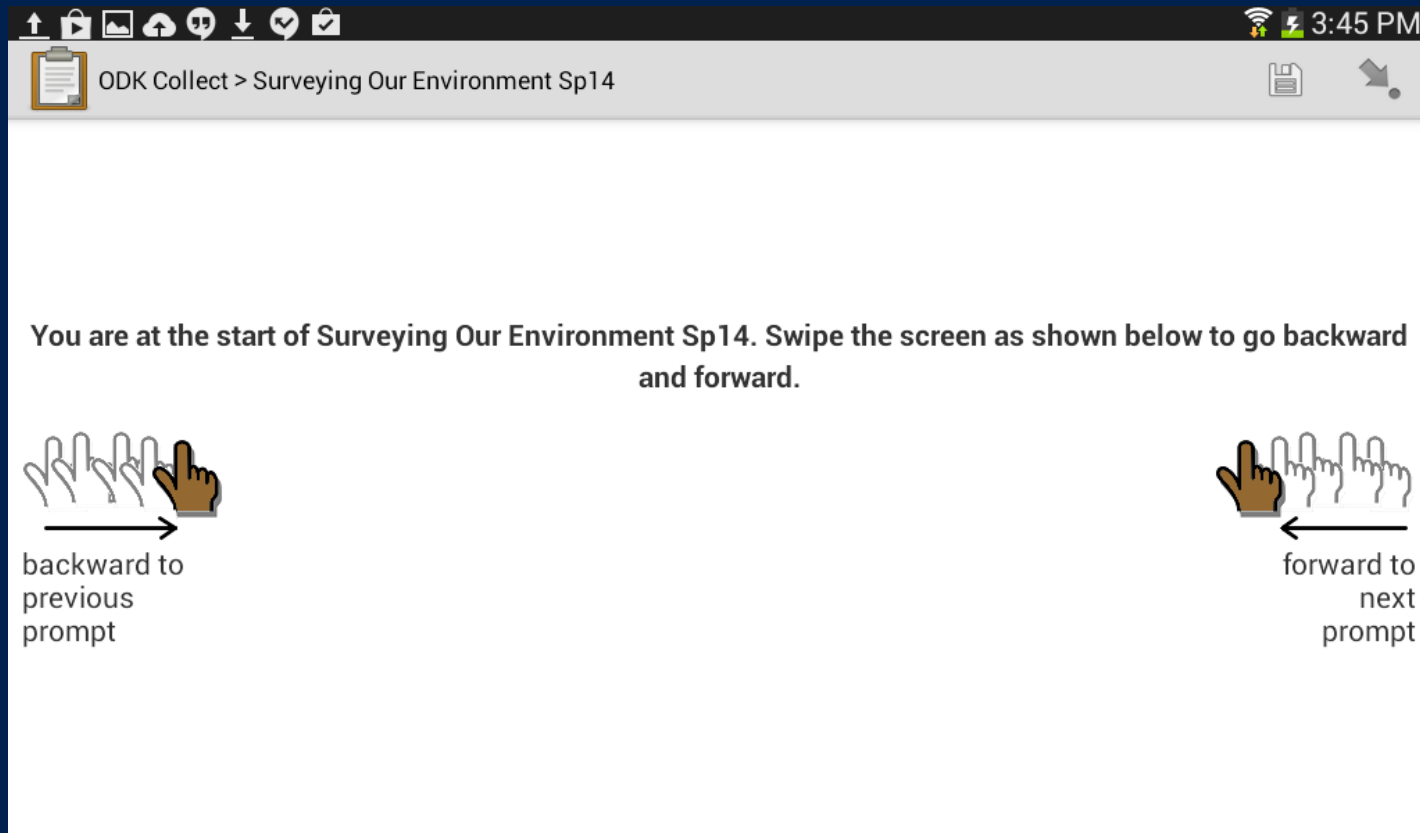 3:45 PM
ODK Collect > Surveying Our Environment Sp14
You are at the start of Surveying Our Environment Sp14. Swipe the screen as shown below to go backward
and forward.
backward to
previous
prompt
forward to
next
prompt